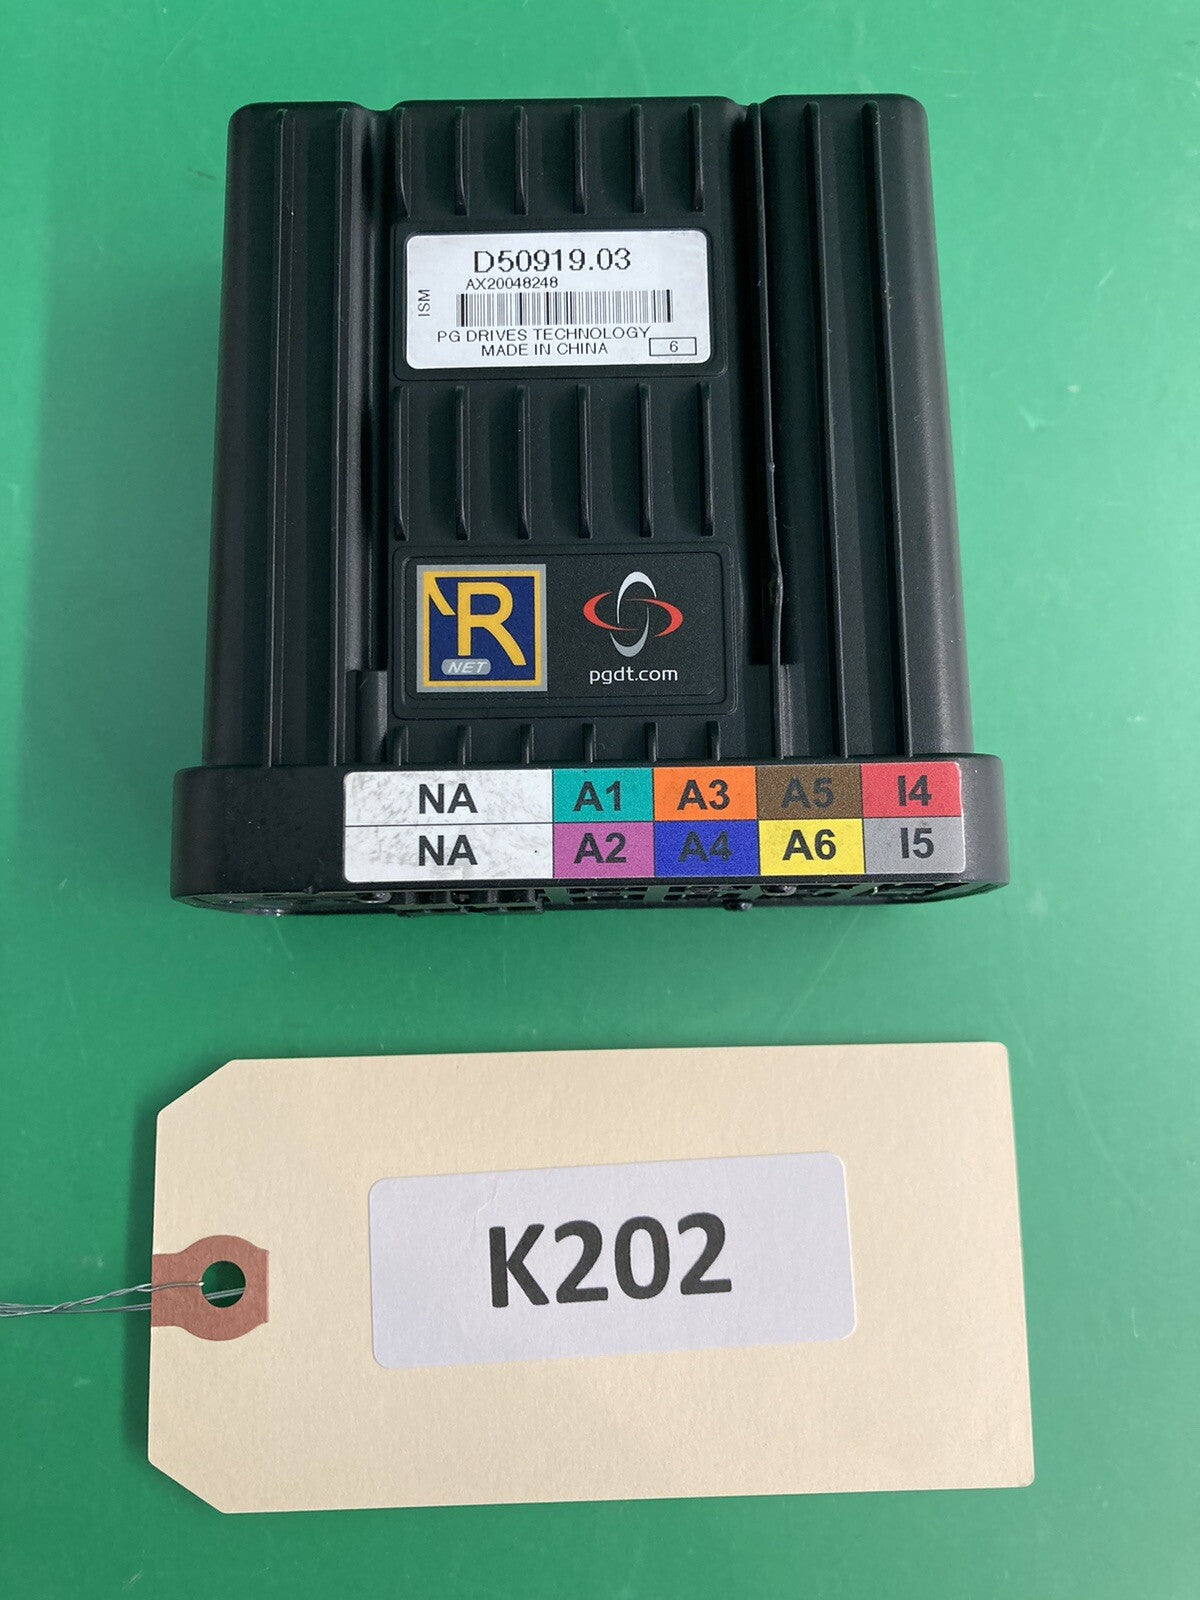 D50919.03
AX20048248
ISM
PG DRIVES TECHNOLOGY
MADE IN CHINA 6
R
NET
pgdt.com
NA A1 A3 A5 I4
NA A2 A4 A6 I5
K202